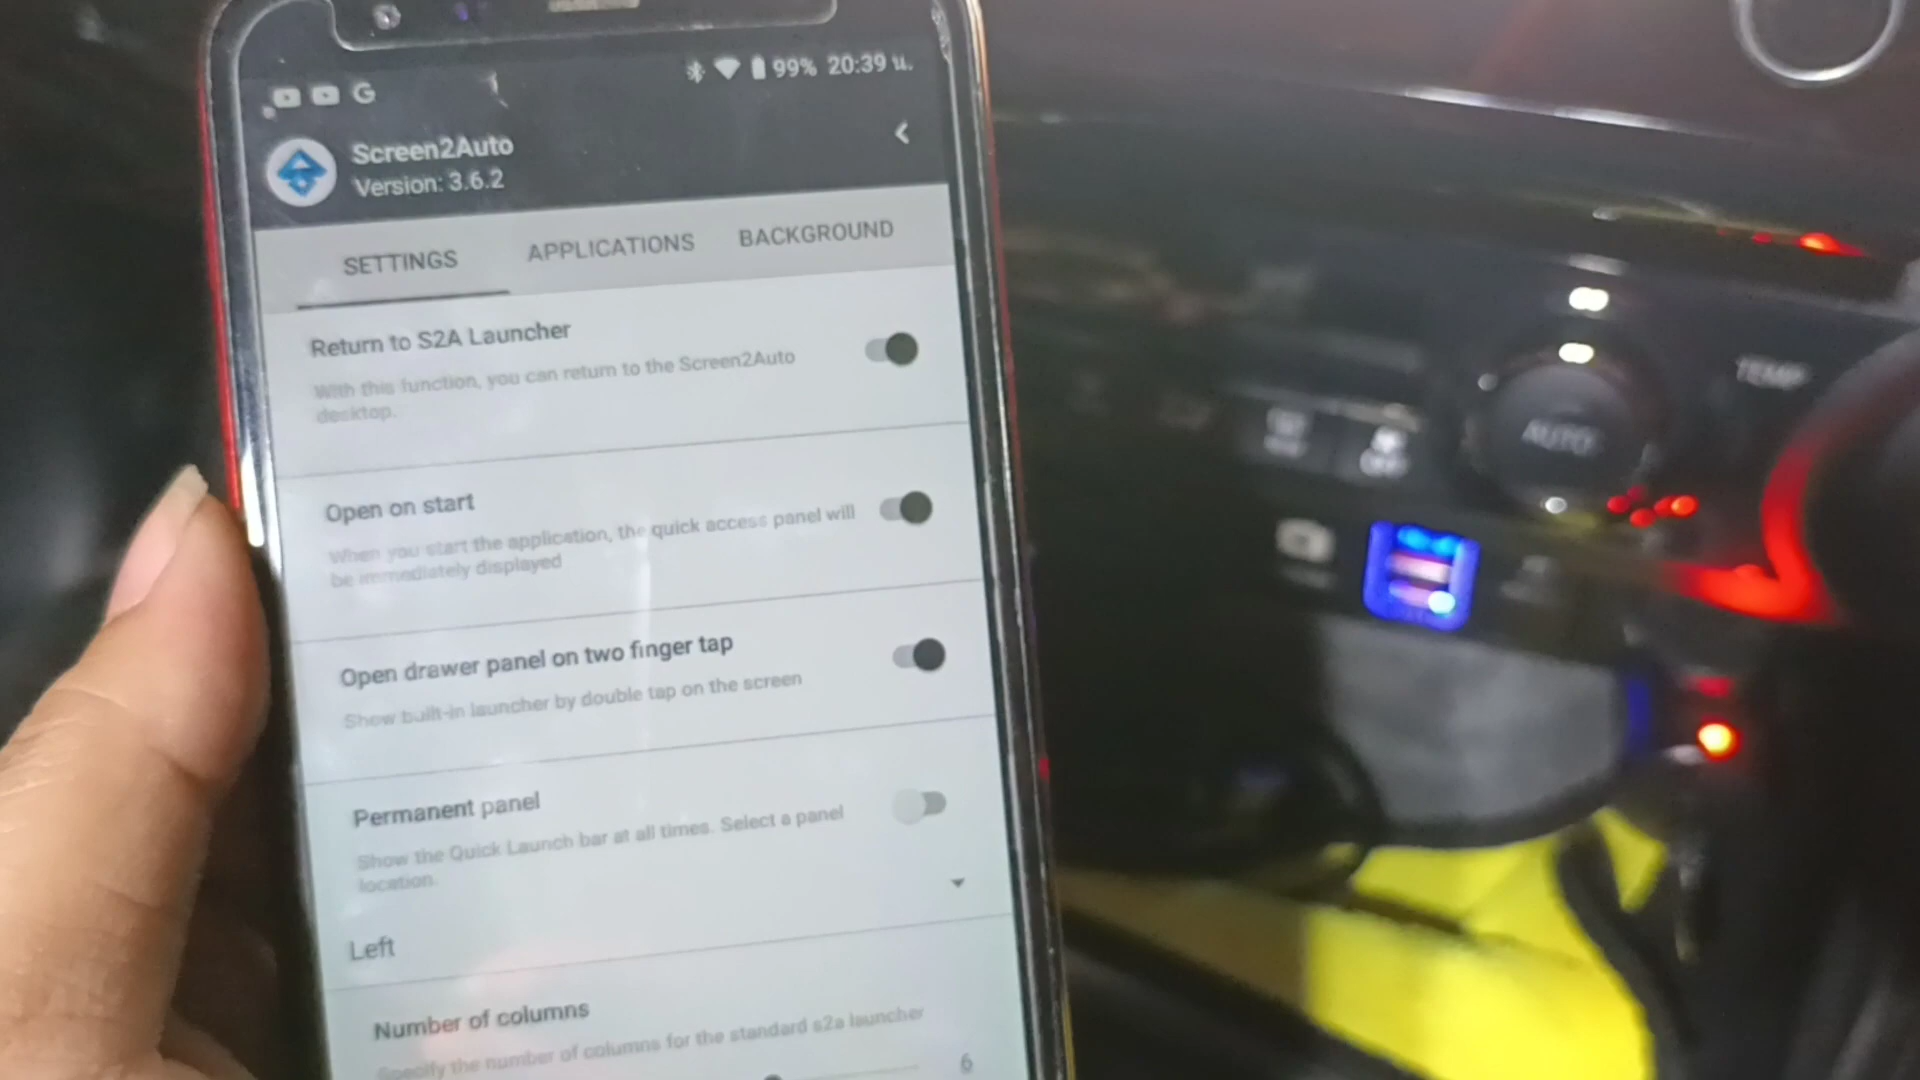 G 99% 20:39 น.
Screen2Auto
Version: 3.6.2
SETTINGS APPLICATIONS BACKGROUND
Return to S2A Launcher
With this function, you can return to the Screen2Auto
desktop.
Open on start
When you start the application, the quick access panel will
be immediately displayed
Open drawer panel on two finger tap
Show built-in launcher by double tap on the screen
Permanent panel
Show the Quick Launch bar at all times. Select a panel
location.
Left
Number of columns
Specify the number of columns for the standard s2a launcher
6
TEMP
AUTO
OFF